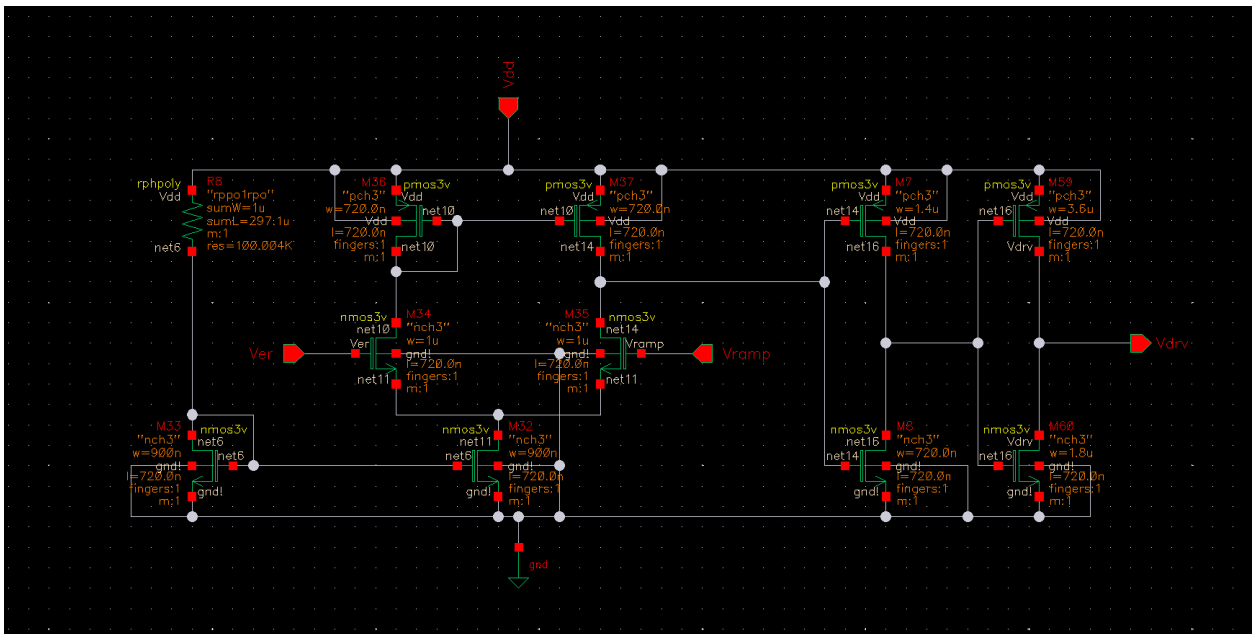 Vdd
rphpoly
Vdd
R8
"rppo1rpo"
sumW=1u
sumL=297.1u
m:1
res=100.004K
net6
M36
pmos3v
"pch3"
Vdd
w=720.0n
Vdd
net10
l=720.0n
fingers:1
net10
m:1
pmos3v
M37
Vdd
"pch3"
w=720.0n
net10
Vdd
l=720.0n
net14
fingers:1
m:1
pmos3v
M7
Vdd
"pch3"
net14
w=1.4u
Vdd
l=720.0n
net16
fingers:1
m:1
pmos3v
M59
Vdd
"pch3"
net16
w=3.6u
Vdd
l=720.0n
Vdrv
fingers:1
m:1
nmos3v
M34
net10
"nch3"
w=1u
Ver
Ver
gnd!
l=720.0n
fingers:1
net11
m:1
M35
nmos3v
"nch3"
net14
w=1u
gnd!
Vramp
Vramp
l=720.0n
fingers:1
net11
m:1
Vdrv
M33
nmos3v
"nch3"
net6
w=900n
net6
gnd!
l=720.0n
fingers:1
gnd!
m:1
nmos3v
M32
net11
"nch3"
net6
w=900n
gnd!
l=720.0n
fingers:1
gnd!
m:1
nmos3v
M8
net16
"nch3"
net14
w=720.0n
gnd!
l=720.0n
fingers:1
gnd!
m:1
nmos3v
M60
Vdrv
"nch3"
net16
w=1.8u
gnd!
l=720.0n
fingers:1
gnd!
m:1
gnd